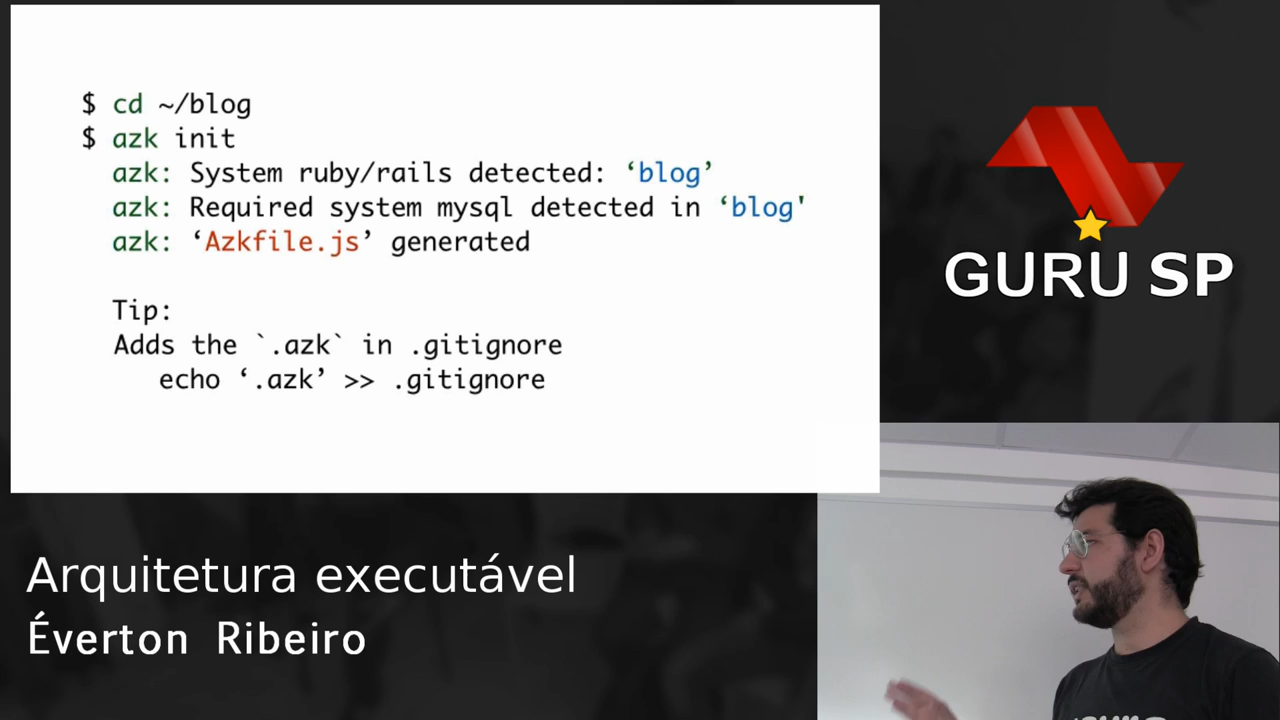 $ cd ~/blog
$ azk init
azk: System ruby/rails detected: ‘blog’
azk: Required system mysql detected in ‘blog'
azk: ‘Azkfile.js’ generated
Tip:
Adds the `.azk` in .gitignore
echo ‘.azk’ >> .gitignore
GURU SP
Arquitetura executável
Éverton Ribeiro